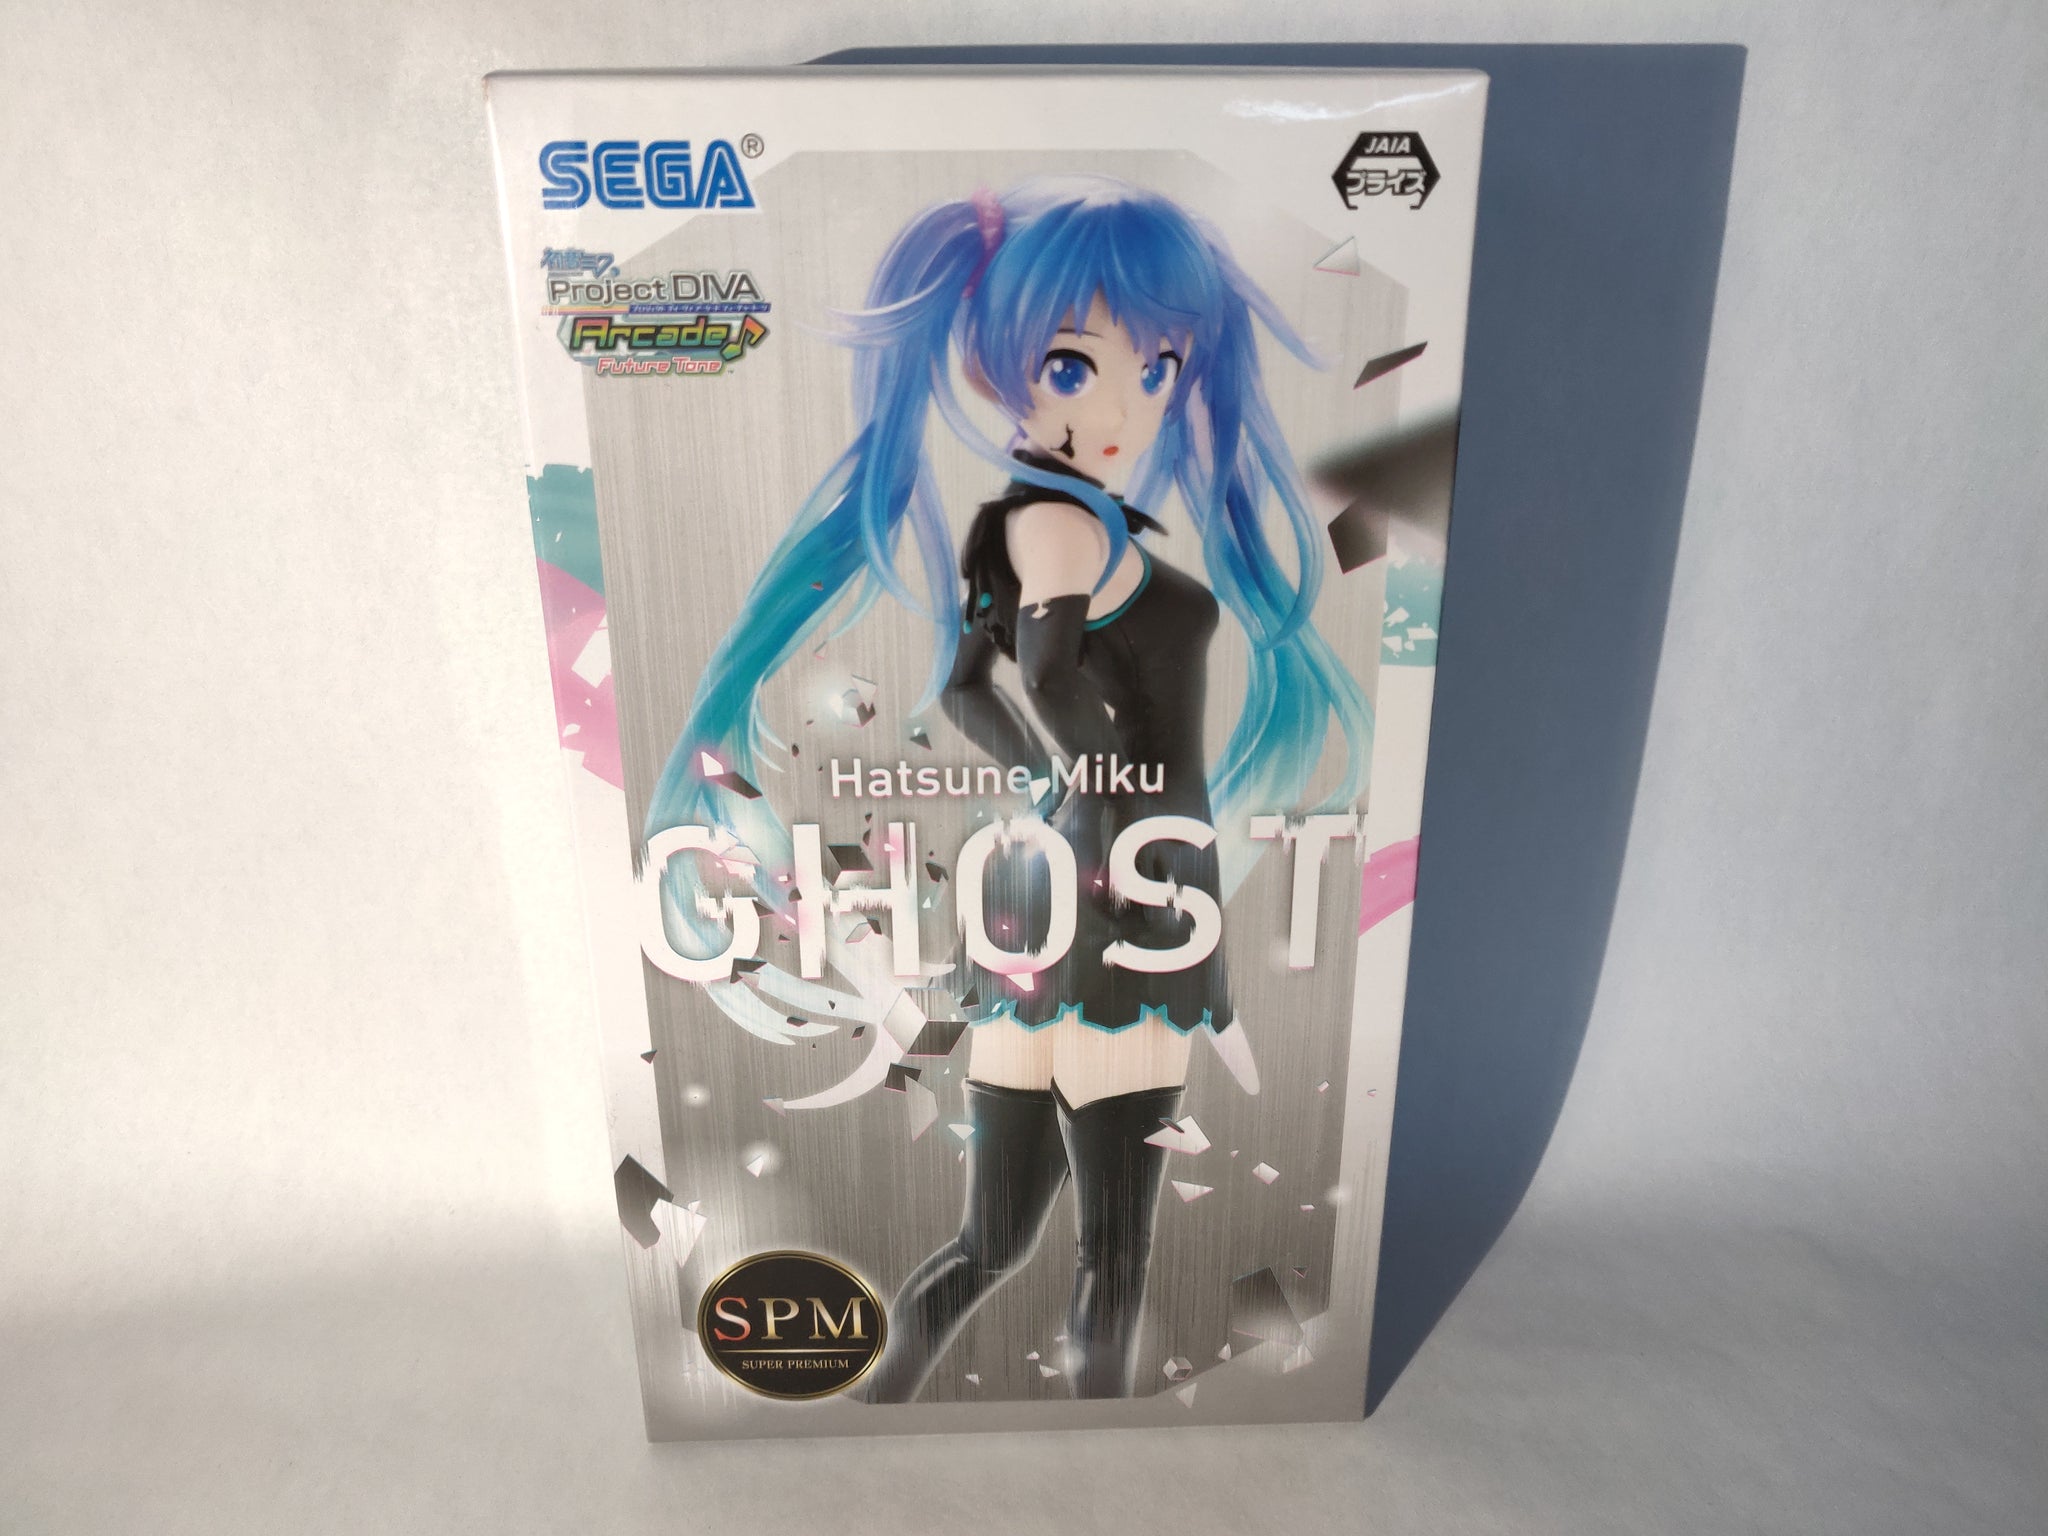 SEGA®
JAIA
プライズ
初音ミク
Project DIVA
Arcade
Future Tone™
Hatsune Miku
GHOST
SPM
SUPER PREMIUM